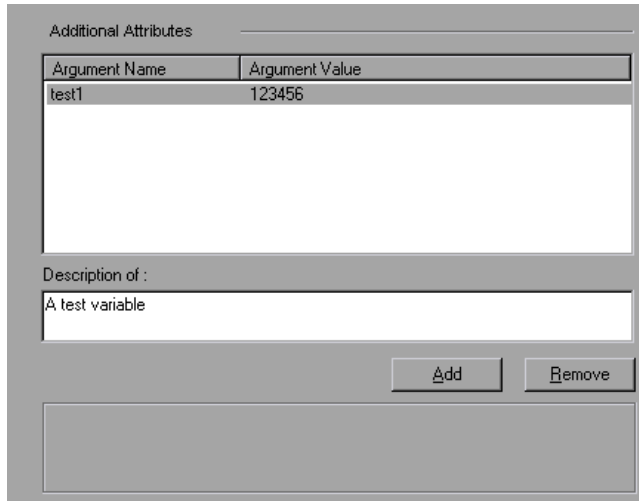 Additional Attributes
Argument Name Argument Value
test1 123456
Description of :
A test variable
Add Remove